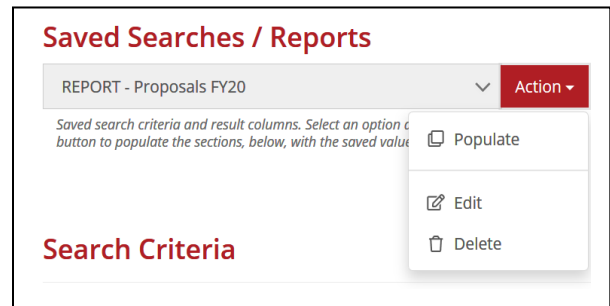 Saved Searches / Reports
REPORT - Proposals FY20
Action
Saved search criteria and result columns. Select an option
button to populate the sections, below, with the saved value
Populate
Edit
Delete
Search Criteria